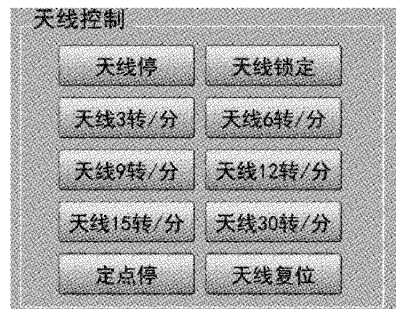 天线控制
天线停 天线锁定
天线3转/分 天线6转/分
天线9转/分 天线12转/分
天线15转/分 天线30转/分
定点停 天线复位